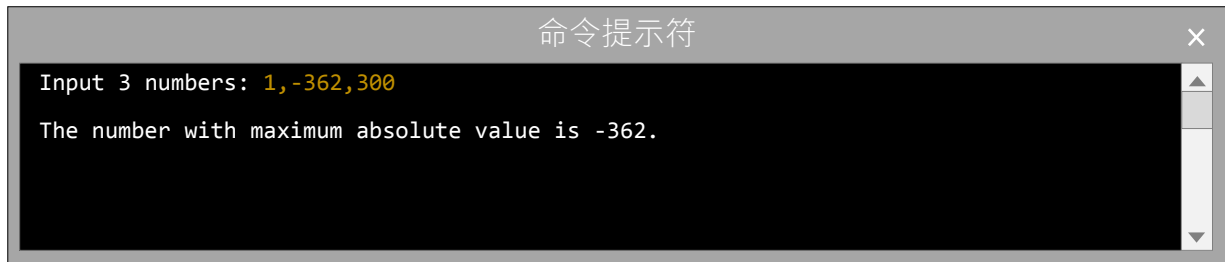 命令提示符
Input 3 numbers: 1,-362,300
The number with maximum absolute value is -362.